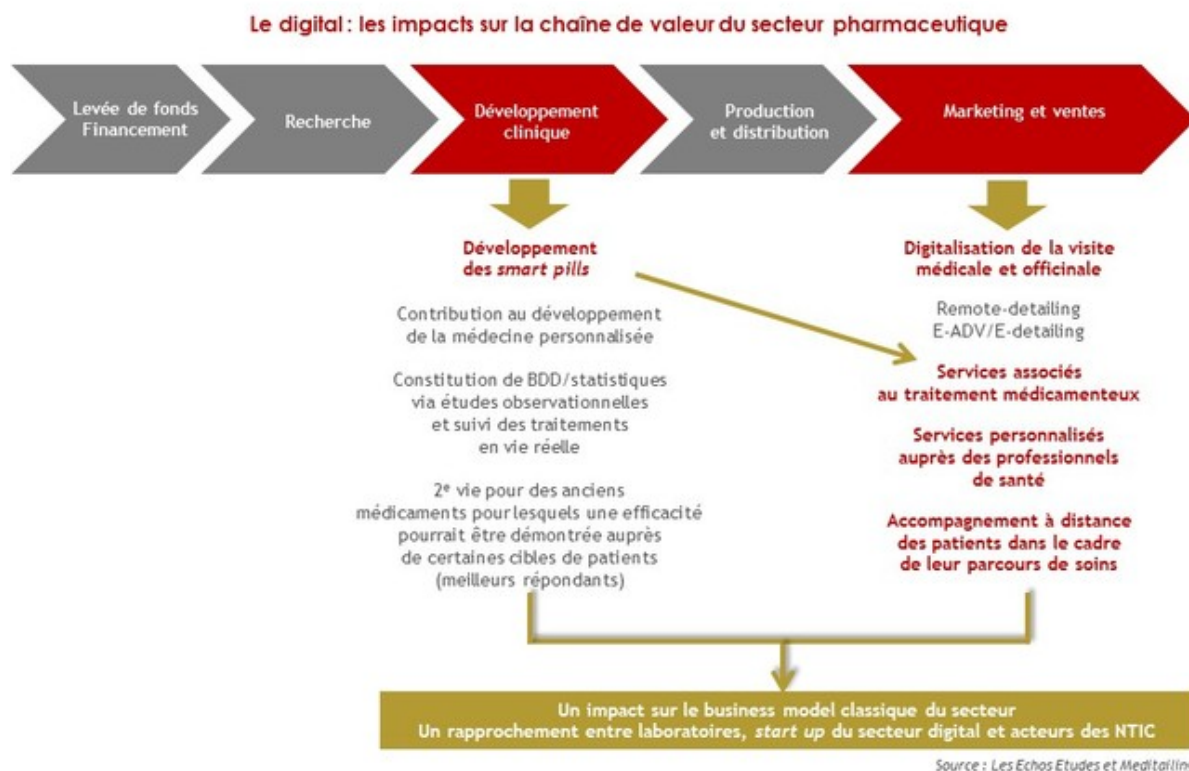 Le digital : les impacts sur la chaîne de valeur du secteur pharmaceutique
Levée de fonds
Financement
Recherche
Développement
clinique
Production
et distribution
Marketing et ventes
Développement
des smart pills
Contribution au développement
de la médecine personnalisée
Constitution de BDD/statistiques
via études observationnelles
et suivi des traitements
en vie réelle
2e vie pour des anciens
médicaments pour lesquels une efficacité
pourrait être démontrée auprès
de certaines cibles de patients
(meilleurs répondants)
Digitalisation de la visite
médicale et officinale
Remote-detailing
E-ADV/E-detailing
Services associés
au traitement médicamenteux
Services personnalisés
auprès des professionnels
de santé
Accompagnement à distance
des patients dans le cadre
de leur parcours de soins
Un impact sur le business model classique du secteur
Un rapprochement entre laboratoires, start up du secteur digital et acteurs des NTIC
Source : Les Echos Etudes et Meditailing